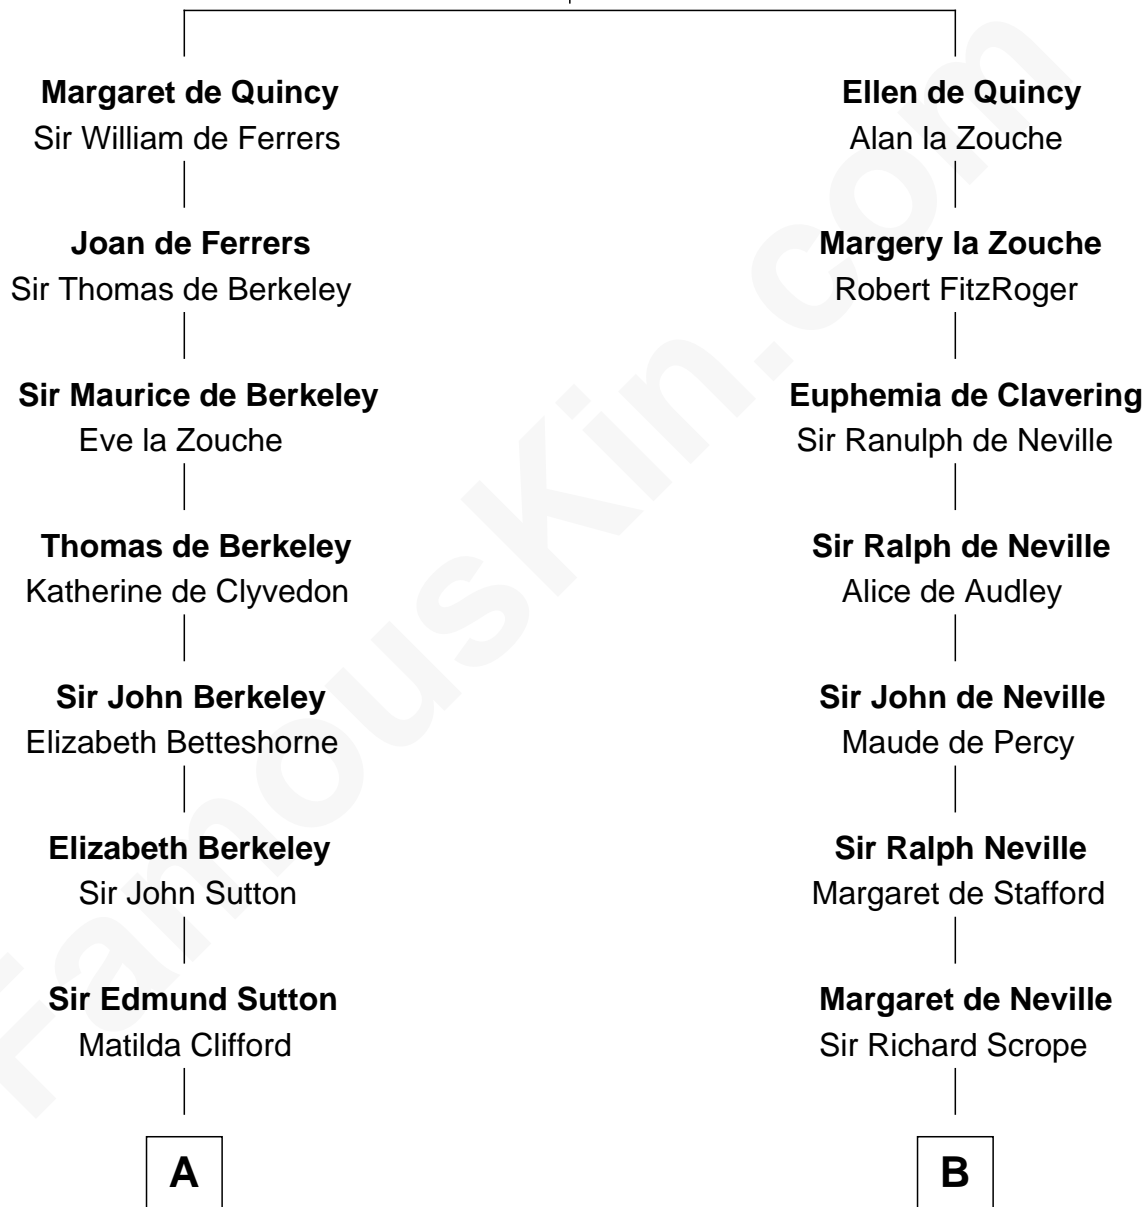 Margaret de Quincy
Sir William de Ferrers
Ellen de Quincy
Alan la Zouche
Joan de Ferrers
Sir Thomas de Berkeley
Margery la Zouche
Robert FitzRoger
Sir Maurice de Berkeley
Eve la Zouche
Euphemia de Clavering
Sir Ranulph de Neville
Thomas de Berkeley
Katherine de Clyvedon
Sir Ralph de Neville
Alice de Audley
Sir John Berkeley
Elizabeth Betteshorne
Sir John de Neville
Maude de Percy
Elizabeth Berkeley
Sir John Sutton
Sir Ralph Neville
Margaret de Stafford
Sir Edmund Sutton
Matilda Clifford
Margaret de Neville
Sir Richard Scrope
A
B
FamousKin.com